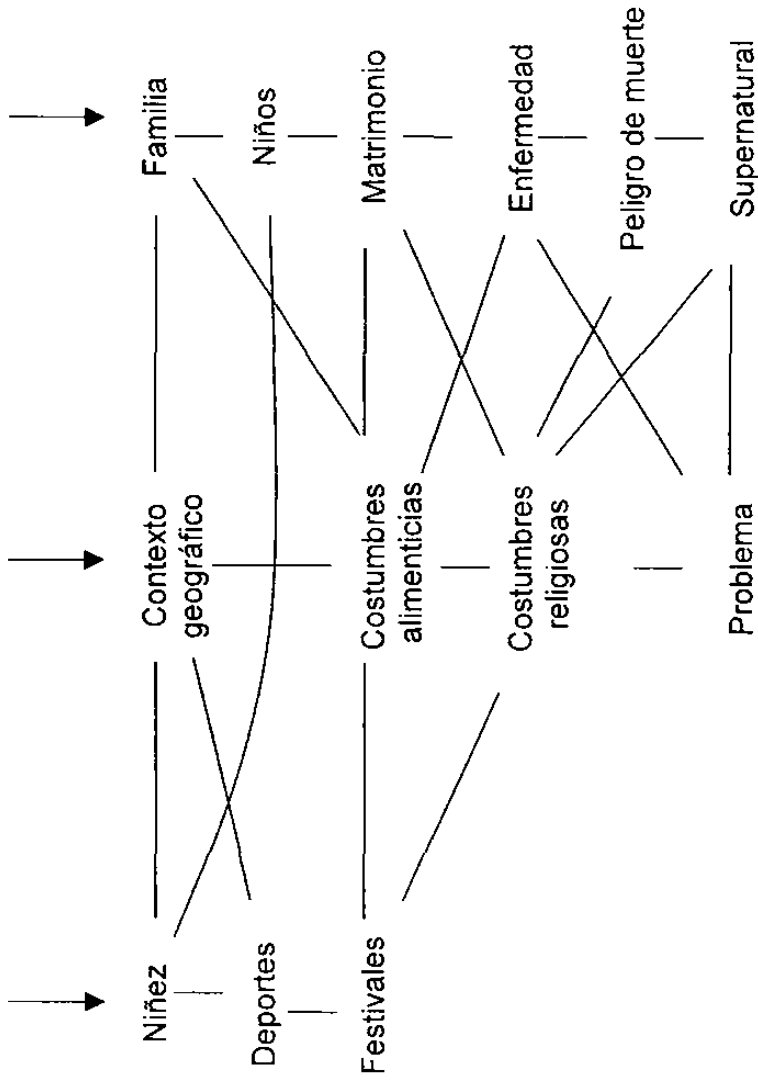 Niñez
Deportes
Festivales
Contexto
geográfico
Costumbres
alimenticias
Costumbres
religiosas
Problema
Familia
Niños
Matrimonio
Enfermedad
Peligro de muerte
Supernatural